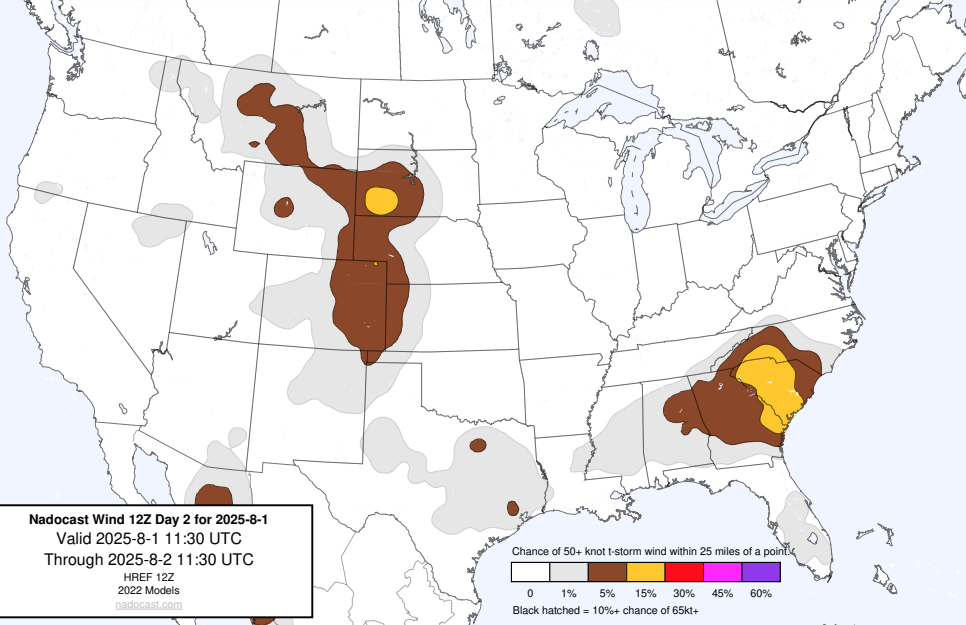 Nadocast Wind 12Z Day 2 for 2025-8-1
Valid 2025-8-1 11:30 UTC
Through 2025-8-2 11:30 UTC
HREF 12Z
2022 Models
nadocast.com
Chance of 50+ knot t-storm wind within 25 miles of a point.
0 1% 5% 15% 30% 45% 60%
Black hatched = 10%+ chance of 65kt+